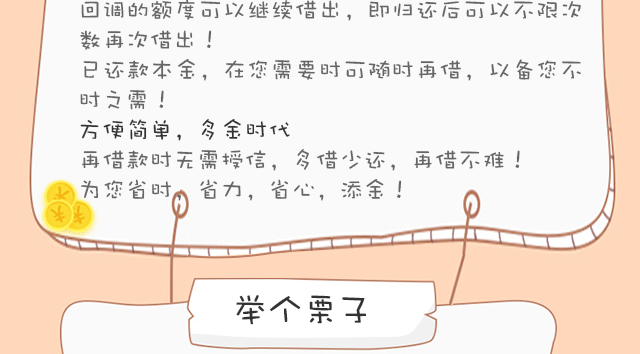 回调的额度可以继续借出，即归还后可以不限次
数再次借出！
已还款本金，在您需要时可随时再借，以备您不
时之需！
方便简单，多金时代
再借款时无需授信，多借少还，再借不难！
为您省时，省力，省心，添金！
举个栗子